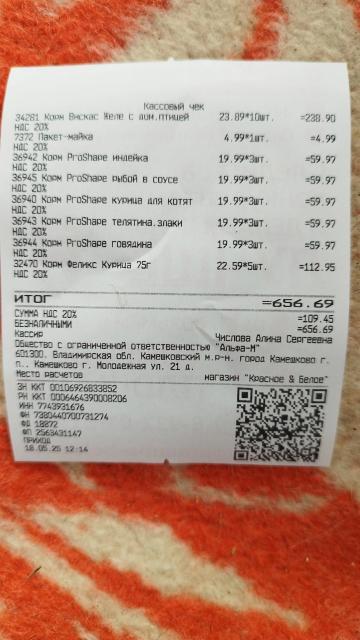 Кассовый чек
34281 Корм Вискас Желе с дом.птицей 23.89*10шт. =238.90
НДС 20%
7372 Пакет-майка 4.99*1шт. =4.99
НДС 20%
36942 Корм ProShape индейка 19.99*3шт. =59.97
НДС 20%
36945 Корм ProShape рыбой в соусе 19.99*3шт. =59.97
НДС 20%
36940 Корм ProShape курица для котят 19.99*3шт. =59.97
НДС 20%
36943 Корм ProShape телятина.злаки 19.99*3шт. =59.97
НДС 20%
36944 Корм ProShape говядина 19.99*3шт. =59.97
НДС 20%
32470 Корм Феликс Курица 75г 22.59*5шт. =112.95
НДС 20%
ИТОГ =656.69
СУММА НДС 20% =109.45
БЕЗНАЛИЧНЫМИ =656.69
Кассир Числова Алина Сергеевна
Общество с ограниченной ответственностью "Альфа-М"
601300. Владимирская обл. Камешковский м.р-н. город Камешково г.
п.. Камешково г. Молодежная ул. 21 д.
Место расчетов магазин "Красное & Белое"
ЗН ККТ 00106926833852
РН ККТ 0006464390008206
ИНН 7743931676
ФН 7380440700731274
ФД 18872
ФП 2563431147
ПРИХОД
18.05.25 12:14